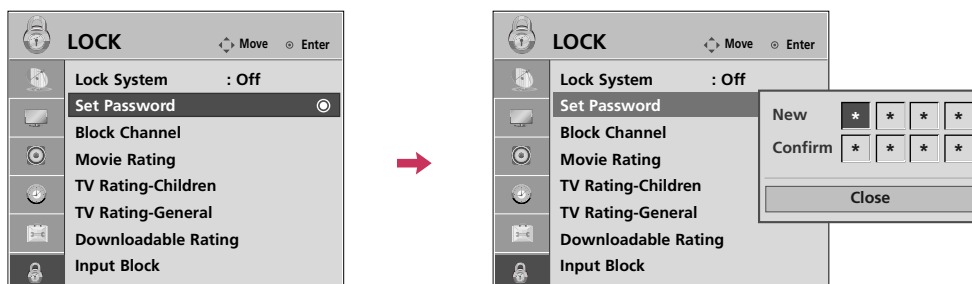 LOCK Move Enter
Lock System : Off
Set Password
Block Channel
Movie Rating
TV Rating-Children
TV Rating-General
Downloadable Rating
Input Block
LOCK Move Enter
Lock System : Off
Set Password
Block Channel
Movie Rating
TV Rating-Children
TV Rating-General
Downloadable Rating
Input Block
New * * * *
Confirm * * * *
Close